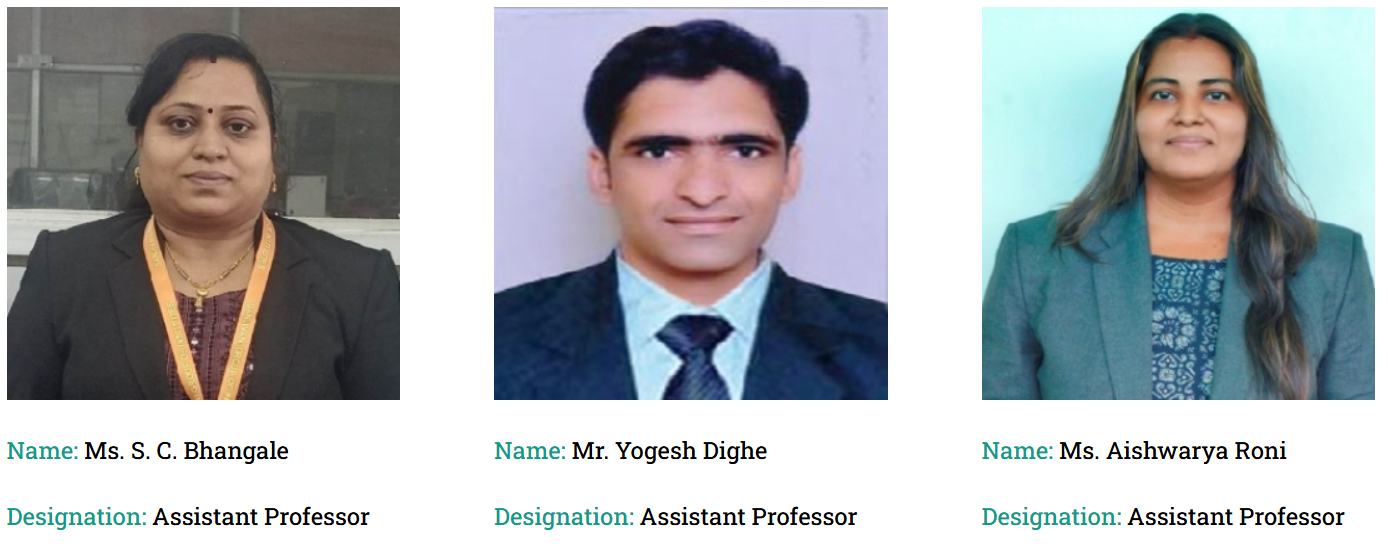 Name: Ms. S. C. Bhangale
Name: Mr. Yogesh Dighe
Name: Ms. Aishwarya Roni
Designation: Assistant Professor
Designation: Assistant Professor
Designation: Assistant Professor